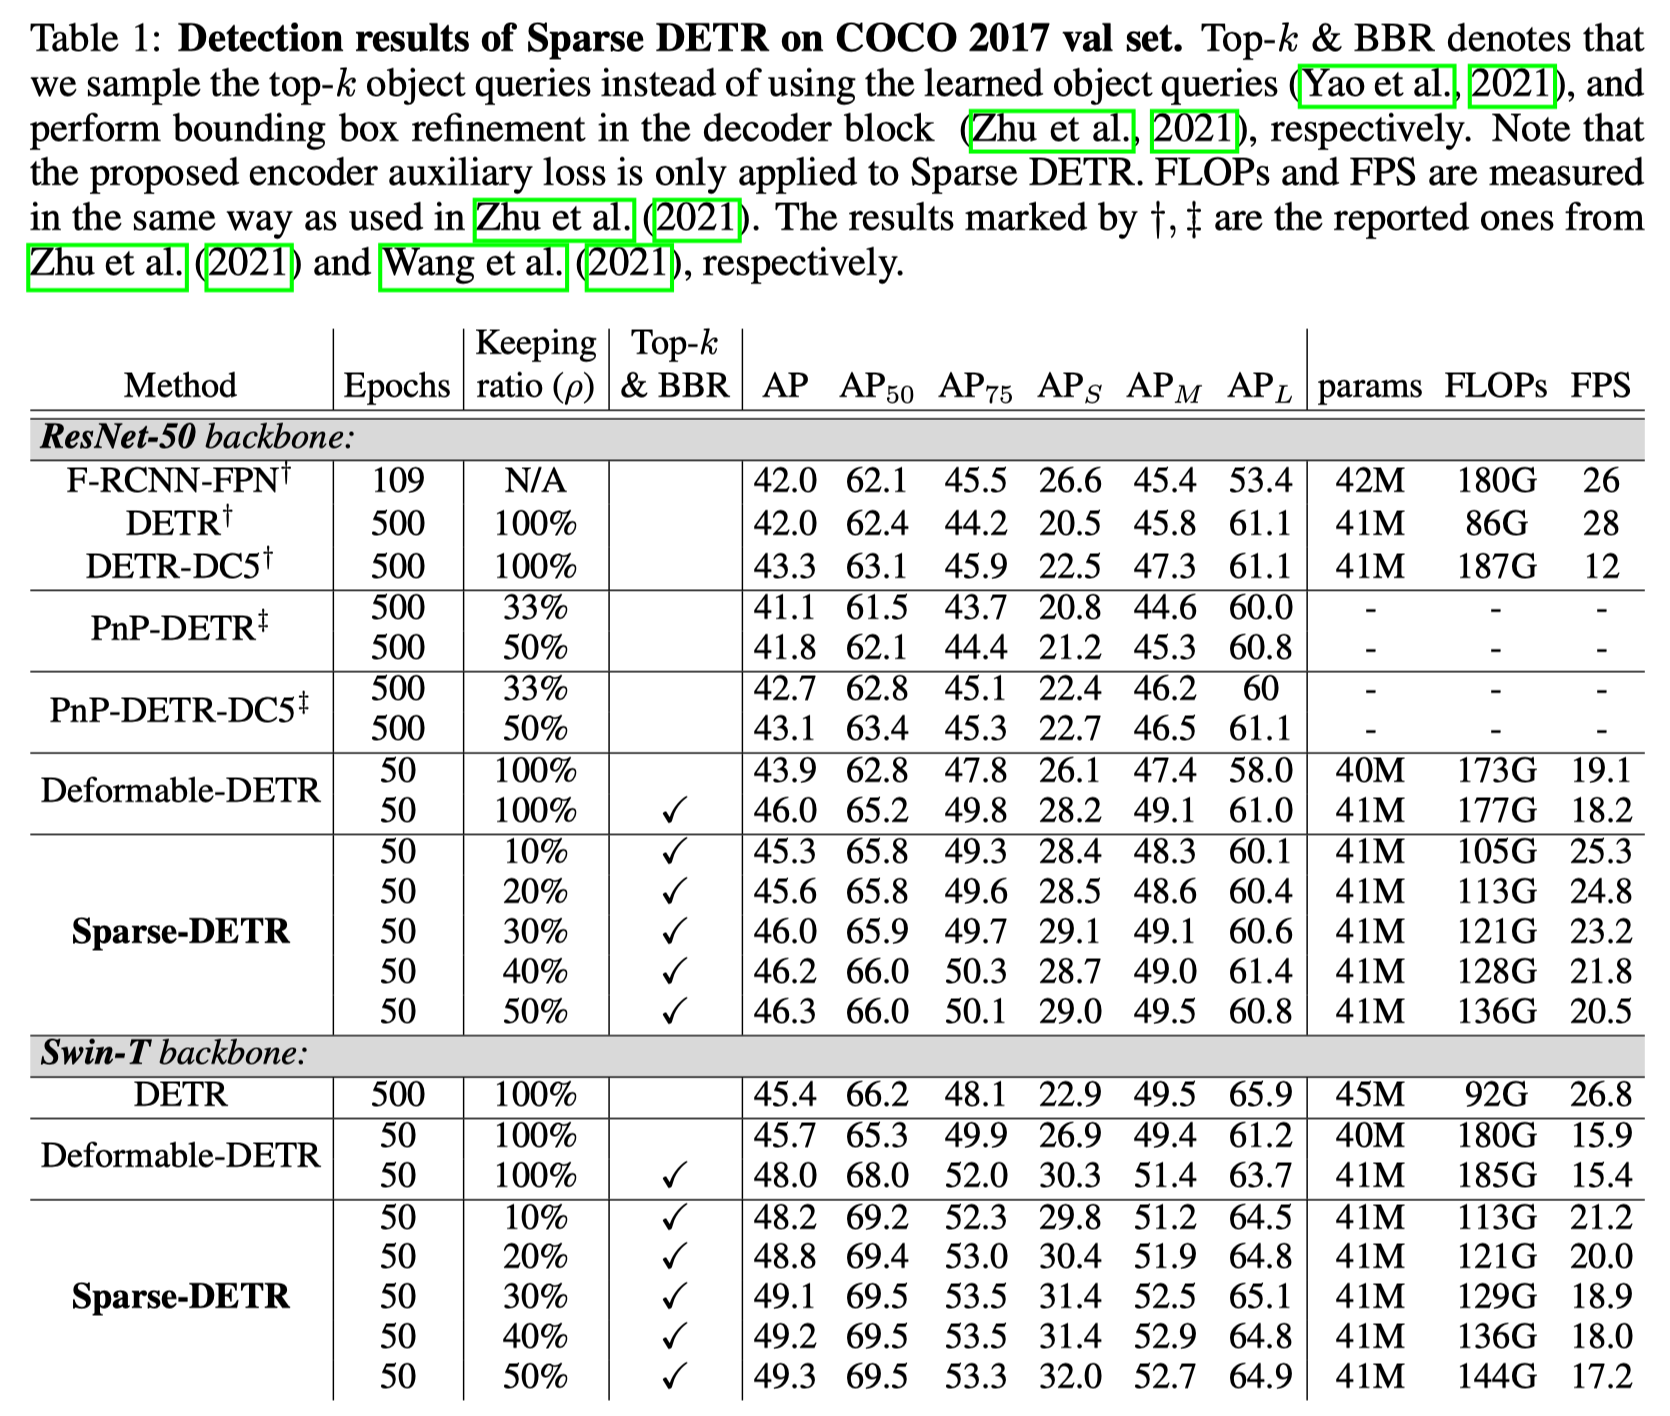 Table 1: Detection results of Sparse DETR on COCO 2017 val set. Top-k & BBR denotes that
we sample the top-k object queries instead of using the learned object queries (Yao et al., 2021), and
perform bounding box refinement in the decoder block (Zhu et al., 2021), respectively. Note that
the proposed encoder auxiliary loss is only applied to Sparse DETR. FLOPs and FPS are measured
in the same way as used in Zhu et al. (2021). The results marked by †, ‡ are the reported ones from
Zhu et al. (2021) and Wang et al. (2021), respectively.
Method Epochs Keeping ratio (ρ) Top-k & BBR AP AP50 AP75 APS APM APL params FLOPs FPS
ResNet-50 backbone:
F-RCNN-FPN† 109 N/A 42.0 62.1 45.5 26.6 45.4 53.4 42M 180G 26
DETR† 500 100% 42.0 62.4 44.2 20.5 45.8 61.1 41M 86G 28
DETR-DC5† 500 100% 43.3 63.1 45.9 22.5 47.3 61.1 41M 187G 12
PnP-DETR‡ 500 33% 41.1 61.5 43.7 20.8 44.6 60.0 - - -
500 50% 41.8 62.1 44.4 21.2 45.3 60.8 - - -
PnP-DETR-DC5‡ 500 33% 42.7 62.8 45.1 22.4 46.2 60 - - -
500 50% 43.1 63.4 45.3 22.7 46.5 61.1 - - -
Deformable-DETR 50 100% 43.9 62.8 47.8 26.1 47.4 58.0 40M 173G 19.1
50 100% ✓ 46.0 65.2 49.8 28.2 49.1 61.0 41M 177G 18.2
Sparse-DETR 50 10% ✓ 45.3 65.8 49.3 28.4 48.3 60.1 41M 105G 25.3
50 20% ✓ 45.6 65.8 49.6 28.5 48.6 60.4 41M 113G 24.8
50 30% ✓ 46.0 65.9 49.7 29.1 49.1 60.6 41M 121G 23.2
50 40% ✓ 46.2 66.0 50.3 28.7 49.0 61.4 41M 128G 21.8
50 50% ✓ 46.3 66.0 50.1 29.0 49.5 60.8 41M 136G 20.5
Swin-T backbone:
DETR 500 100% 45.4 66.2 48.1 22.9 49.5 65.9 45M 92G 26.8
Deformable-DETR 50 100% 45.7 65.3 49.9 26.9 49.4 61.2 40M 180G 15.9
50 100% ✓ 48.0 68.0 52.0 30.3 51.4 63.7 41M 185G 15.4
Sparse-DETR 50 10% ✓ 48.2 69.2 52.3 29.8 51.2 64.5 41M 113G 21.2
50 20% ✓ 48.8 69.4 53.0 30.4 51.9 64.8 41M 121G 20.0
50 30% ✓ 49.1 69.5 53.5 31.4 52.5 65.1 41M 129G 18.9
50 40% ✓ 49.2 69.5 53.5 31.4 52.9 64.8 41M 136G 18.0
50 50% ✓ 49.3 69.5 53.3 32.0 52.7 64.9 41M 144G 17.2